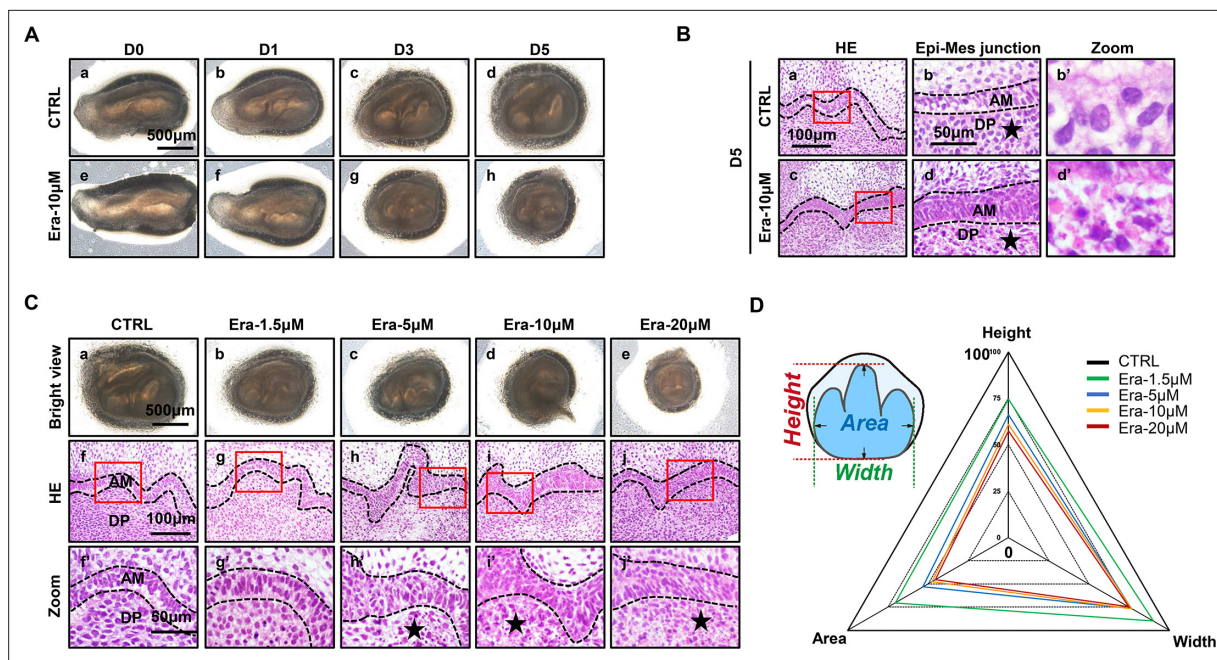 A
D0 D1 D3 D5
CTRL
a b c d
500µm
Era-10µM
e f g h
B
HE Epi-Mes junction Zoom
D5
CTRL
a b b'
AM
DP ★
100µm 50µm
Era-10µM
c d d'
AM
DP ★
C
CTRL Era-1.5µM Era-5µM Era-10µM Era-20µM
Bright view
a b c d e
500µm
HE
f g h i j
AM
DP
100µm
Zoom
f' g' h' i' j'
AM
DP
50µm
★ ★ ★
D
Height
100 100
75
50
25
0
0
Area
Width
CTRL
Era-1.5µM
Era-5µM
Era-10µM
Era-20µM
Height
Area
Width